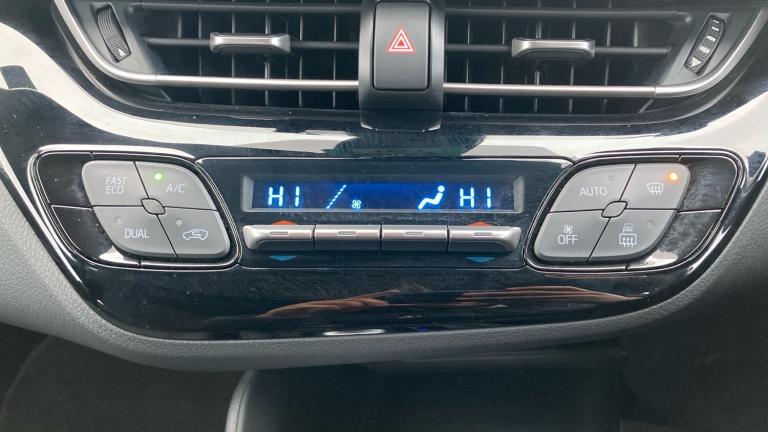 FAST
ECO
A/C
DUAL
HI
HI
AUTO
OFF